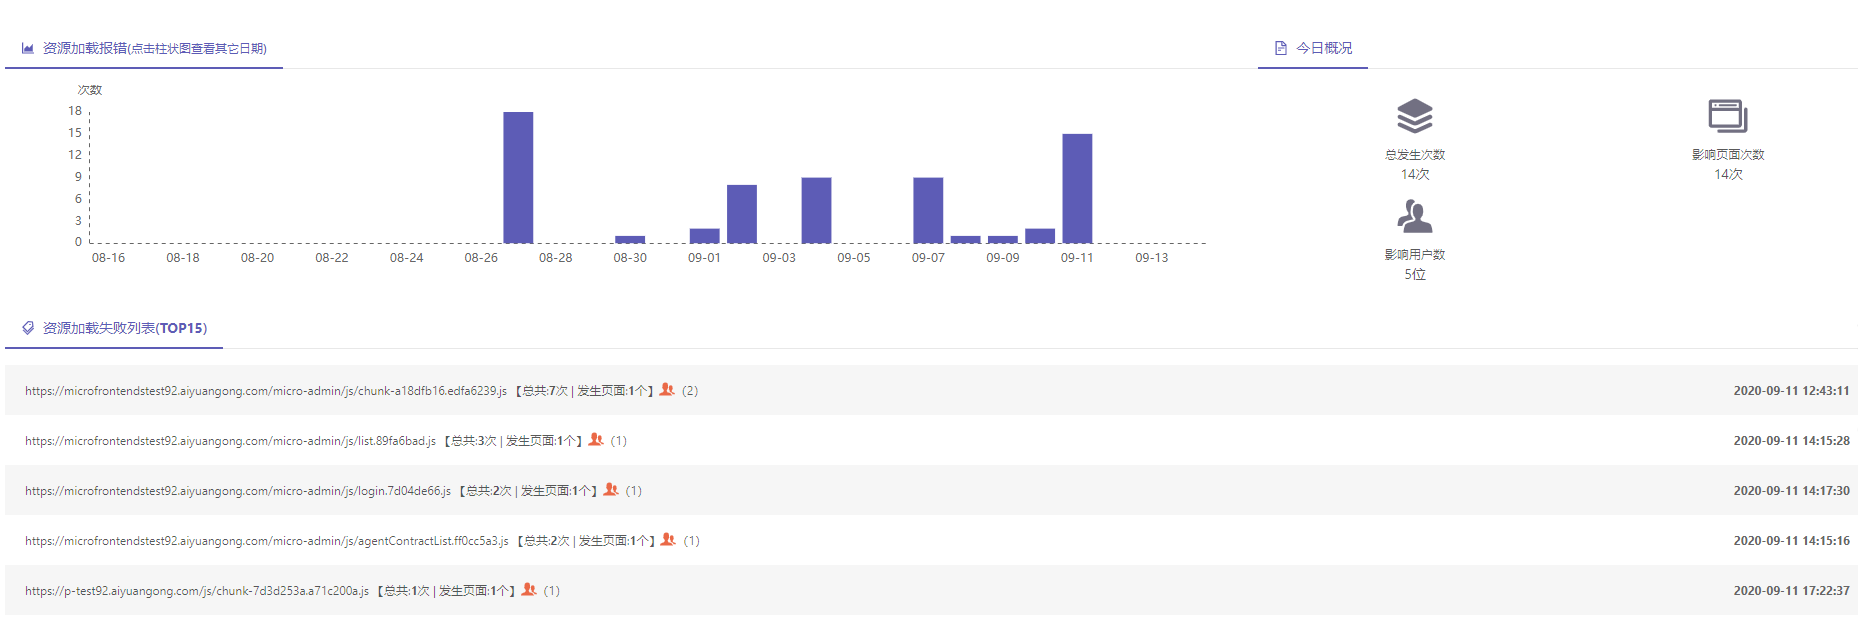 资源加载报错(点击柱状图查看其它日期)
今日概况
次数
18
15
12
9
6
3
0
08-16 08-18 08-20 08-22 08-24 08-26 08-28 08-30 09-01 09-03 09-05 09-07 09-09 09-11 09-13
总发生次数
14次
影响页面次数
14次
影响用户数
5位
资源加载失败列表(TOP15)
https://microfrontendstest92.aiyuangong.com/micro-admin/js/chunk-a18dfb16.edfa6239.js 【总共:7次 | 发生页面:1个】 (2) 2020-09-11 12:43:11
https://microfrontendstest92.aiyuangong.com/micro-admin/js/list.89fa6bad.js 【总共:3次 | 发生页面:1个】 (1) 2020-09-11 14:15:28
https://microfrontendstest92.aiyuangong.com/micro-admin/js/login.7d04de66.js 【总共:2次 | 发生页面:1个】 (1) 2020-09-11 14:17:30
https://microfrontendstest92.aiyuangong.com/micro-admin/js/agentContractList.ff0cc5a3.js 【总共:2次 | 发生页面:1个】 (1) 2020-09-11 14:15:16
https://p-test92.aiyuangong.com/js/chunk-7d3d253a.a71c200a.js 【总共:1次 | 发生页面:1个】 (1) 2020-09-11 17:22:37